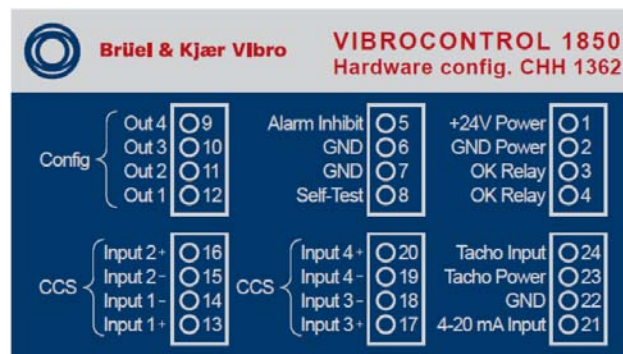 Brüel & Kjær Vibro
VIBROCONTROL 1850
Hardware config. CHH 1362
Config
Out 4 9
Out 3 10
Out 2 11
Out 1 12
Alarm Inhibit 5
GND 6
GND 7
Self-Test 8
+24V Power 1
GND Power 2
OK Relay 3
OK Relay 4
CCS
Input 2+ 16
Input 2- 15
Input 1- 14
Input 1+ 13
CCS
Input 4+ 20
Input 4- 19
Input 3- 18
Input 3+ 17
Tacho Input 24
Tacho Power 23
GND 22
4-20 mA Input 21